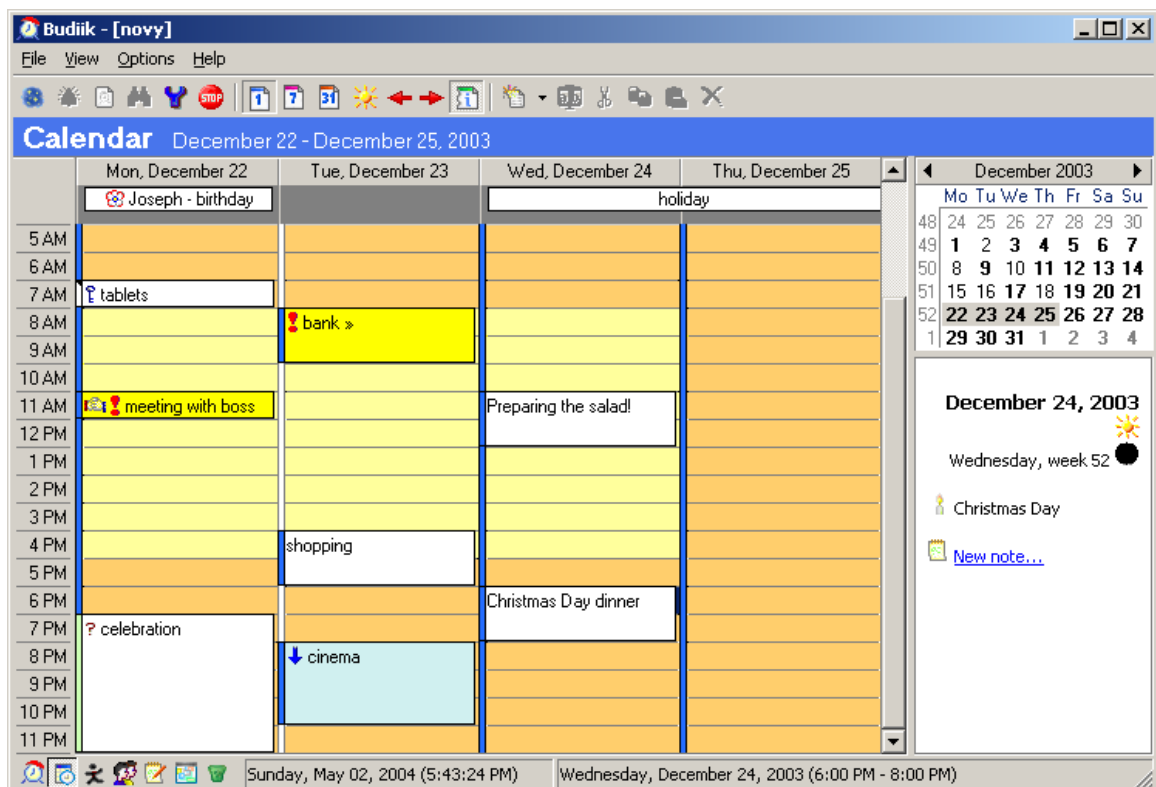 Budiik - [novy]
File View Options Help
STOP 1 7 31
Calendar December 22 - December 25, 2003
Mon, December 22 Tue, December 23 Wed, December 24 Thu, December 25
Joseph - birthday holiday
5 AM
6 AM
7 AM tablets
8 AM bank »
9 AM
10 AM
11 AM meeting with boss Preparing the salad!
12 PM
1 PM
2 PM
3 PM
4 PM shopping
5 PM
6 PM Christmas Day dinner
7 PM ? celebration
8 PM cinema
9 PM
10 PM
11 PM
December 2003
Mo Tu We Th Fr Sa Su
48 24 25 26 27 28 29 30
49 1 2 3 4 5 6 7
50 8 9 10 11 12 13 14
51 15 16 17 18 19 20 21
52 22 23 24 25 26 27 28
1 29 30 31 1 2 3 4
December 24, 2003
Wednesday, week 52
Christmas Day
New note...
Sunday, May 02, 2004 (5:43:24 PM) Wednesday, December 24, 2003 (6:00 PM - 8:00 PM)